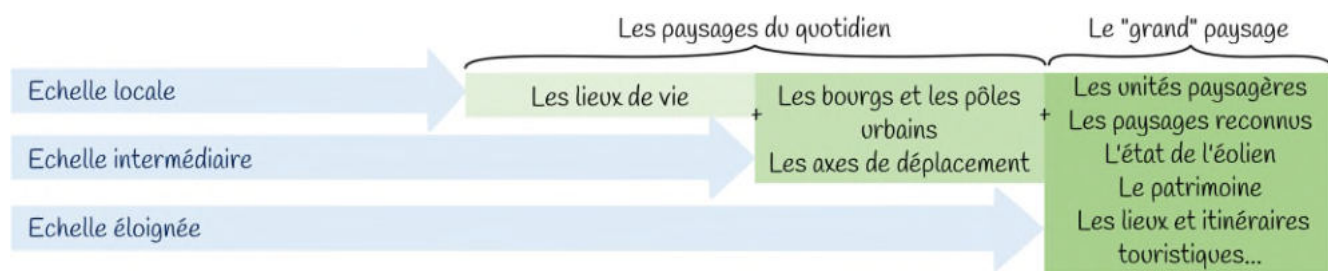 Les paysages du quotidien
Le "grand" paysage
Echelle locale
Les lieux de vie
+
Les bourgs et les pôles
urbains
Les axes de déplacement
+
Les unités paysagères
Les paysages reconnus
L'état de l'éolien
Le patrimoine
Les lieux et itinéraires
touristiques...
Echelle intermédiaire
Echelle éloignée